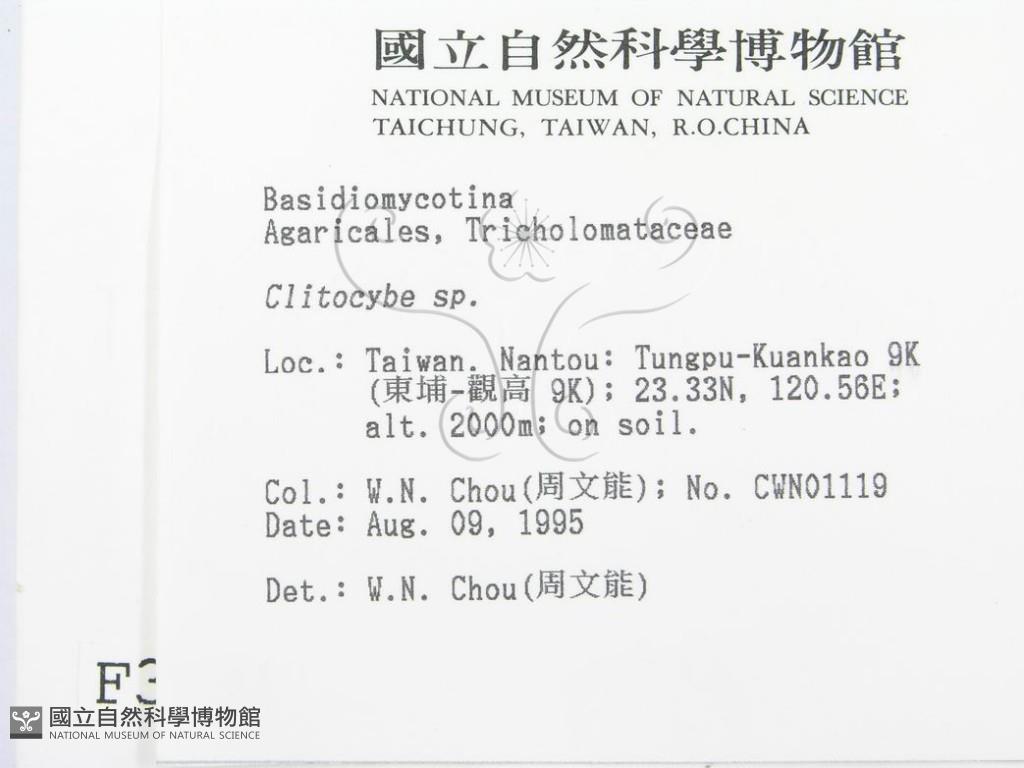 國立自然科學博物館
NATIONAL MUSEUM OF NATURAL SCIENCE
TAICHUNG, TAIWAN, R.O.CHINA
Basidiomycotina
Agaricales, Tricholomataceae
Clitocybe sp.
Loc.: Taiwan. Nantou: Tungpu-Kuankao 9K
(東埔-觀高 9K); 23.33N, 120.56E;
alt. 2000m; on soil.
Col.: W.N. Chou(周文能); No. CWN01119
Date: Aug. 09, 1995
Det.: W.N. Chou(周文能)
F3
國立自然科學博物館
NATIONAL MUSEUM OF NATURAL SCIENCE